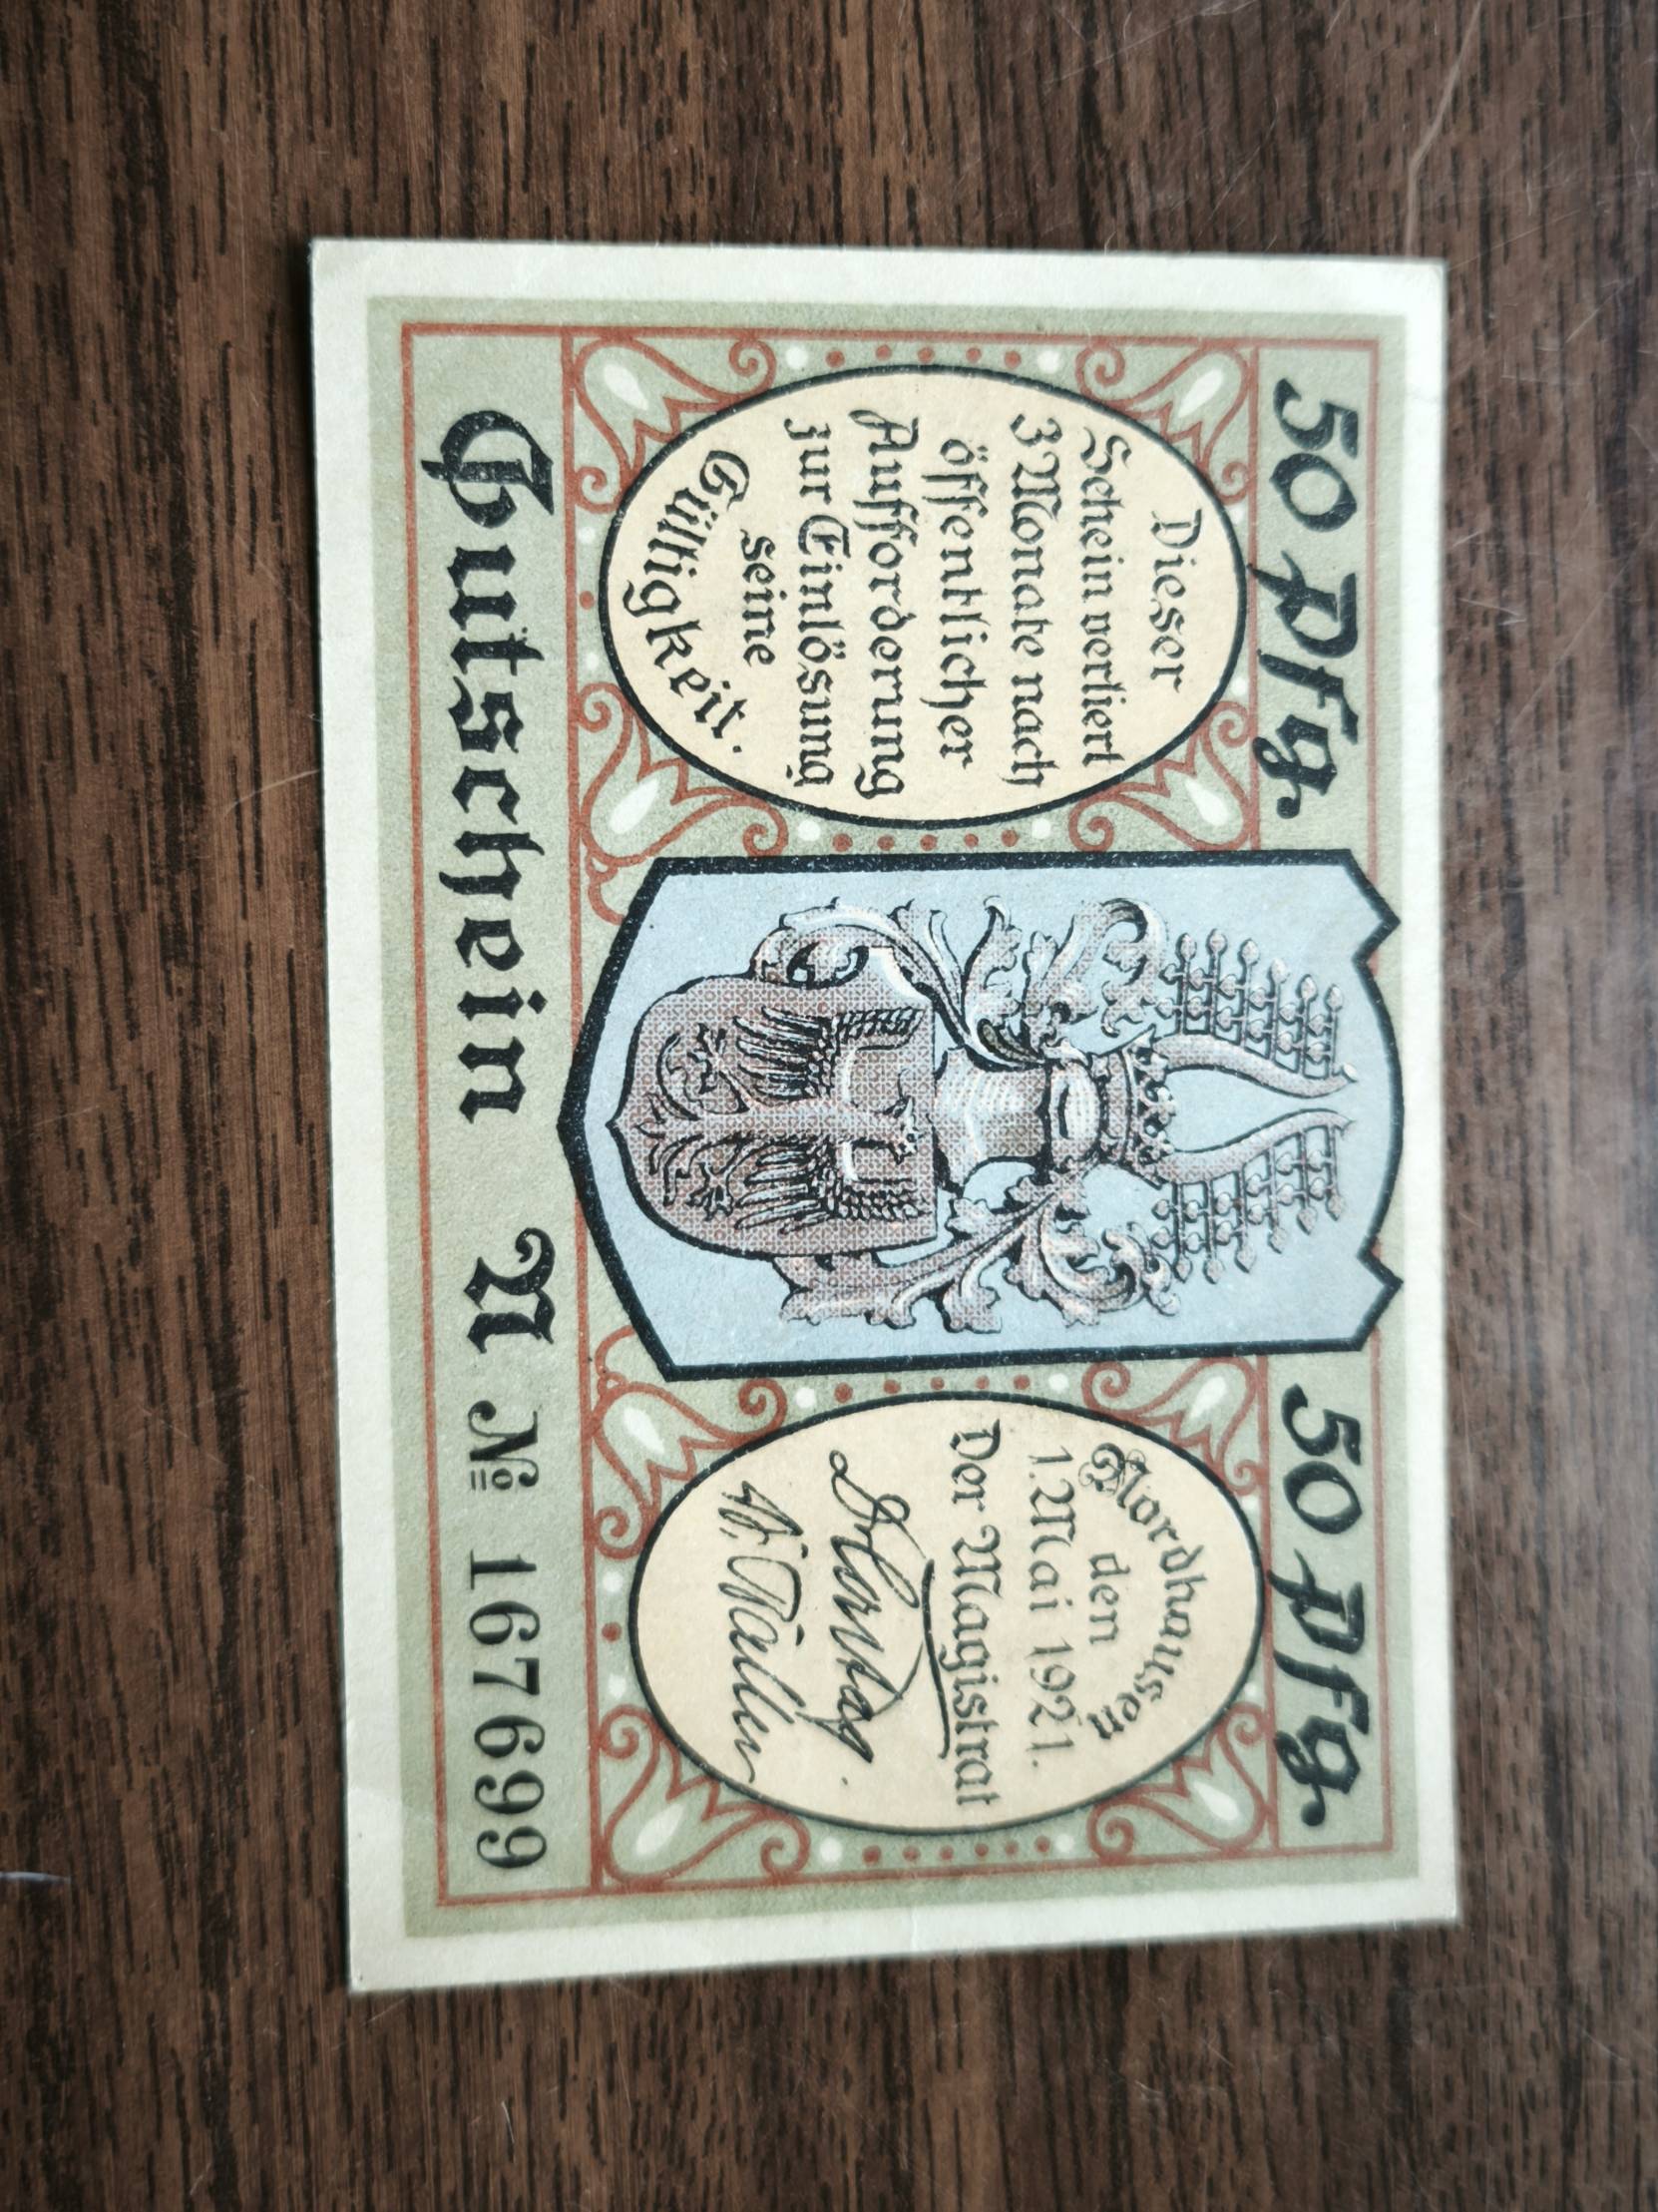 50 Pfg.
50 Pfg.
Dieser
Schein verliert
3 Monate nach
öffentlicher
Aufforderung
zur Einlösung
seine
Gültigkeit.
Nordhausen
den
1. Mai 1921.
Der Magistrat
Gutschein A № 167699